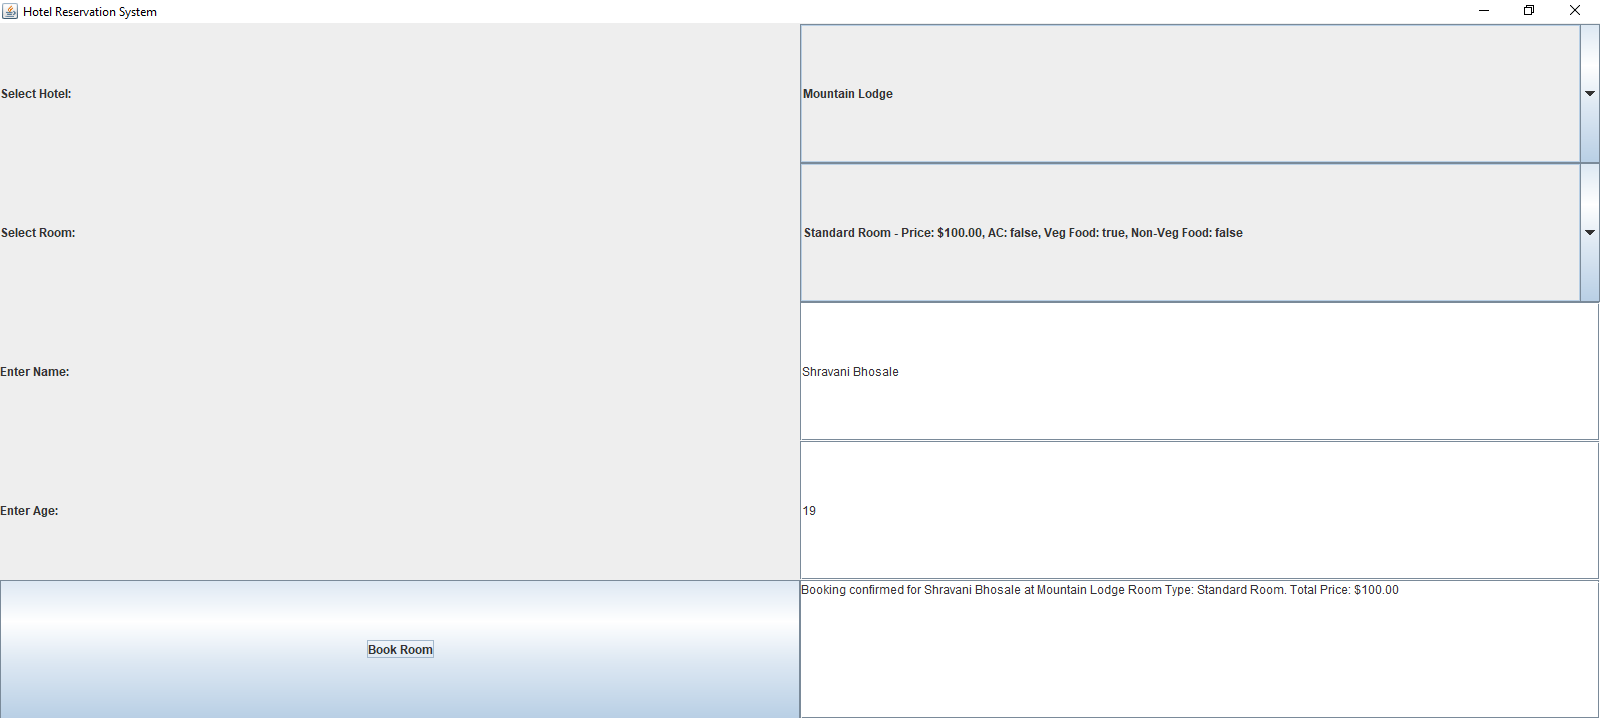 Hotel Reservation System
Select Hotel:
Mountain Lodge
Select Room:
Standard Room - Price: $100.00, AC: false, Veg Food: true, Non-Veg Food: false
Enter Name:
Shravani Bhosale
Enter Age:
19
Book Room
Booking confirmed for Shravani Bhosale at Mountain Lodge Room Type: Standard Room. Total Price: $100.00